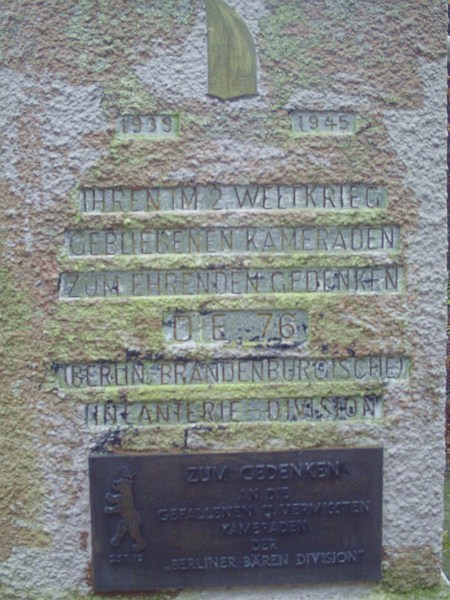 1939 1945
IHREN IM 2. WELTKRIEG
GEBLIEBENEN KAMERADEN
ZUM EHRENDEN GEDENKEN
DIE 76.
(BERLIN.-BRANDENBURGISCHE)
INFANTERIE-DIVISION
ZUM GEDENKEN
AN DIE
GEFALLENEN U. VERMISSTEN
KAMERADEN
DER
„BERLINER BÄREN DIVISION"